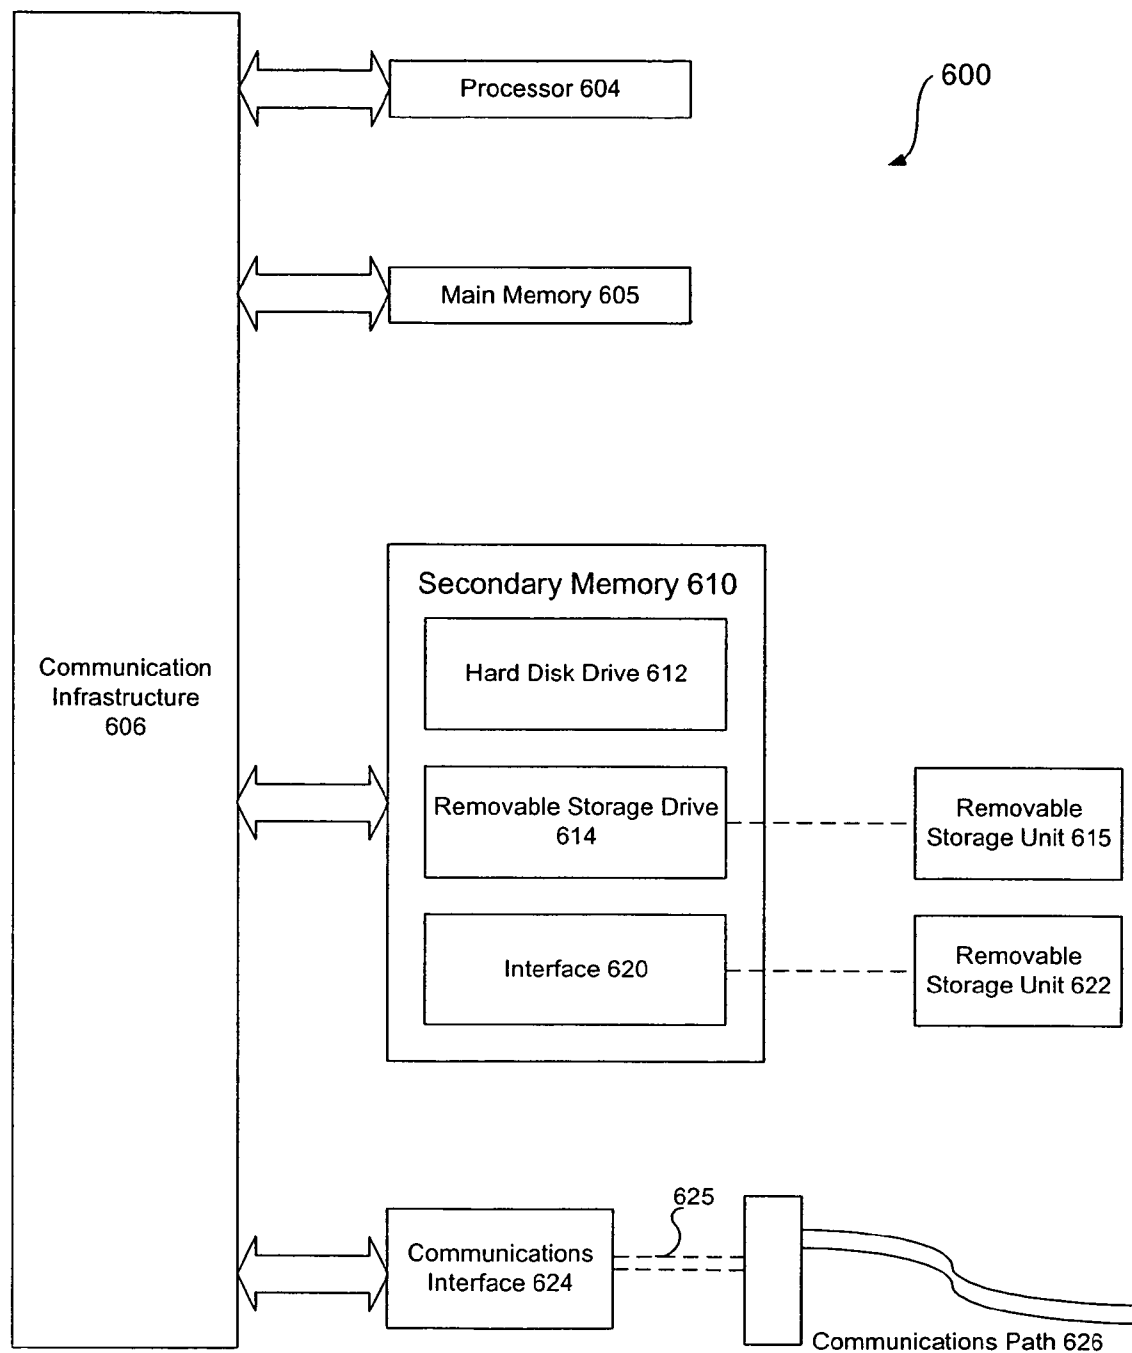 Processor 604
600
Main Memory 605
Secondary Memory 610
Hard Disk Drive 612
Communication
Infrastructure
606
Removable Storage Drive
614
Removable
Storage Unit 615
Interface 620
Removable
Storage Unit 622
625
Communications
Interface 624
Communications Path 626